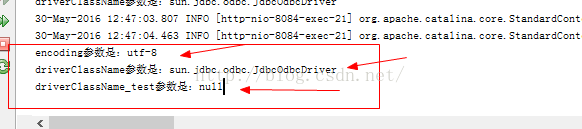 driverClassName参数是: sun.jdbc.odbc.JdbcOdbcDriver
30-May-2016 12:47:03.807 INFO [http-nio-8084-exec-21] org.apache.catalina.core.StandardCont
30-May-2016 12:47:04.463 INFO [http-nio-8084-exec-21] org.apache.catalina.core.StandardCont
encoding参数是: utf-8
driverClassName参数是: sun.jdbc.odbc.JdbcOdbcDriver
http://blog.csdn.net/
driverClassName_test参数是: null